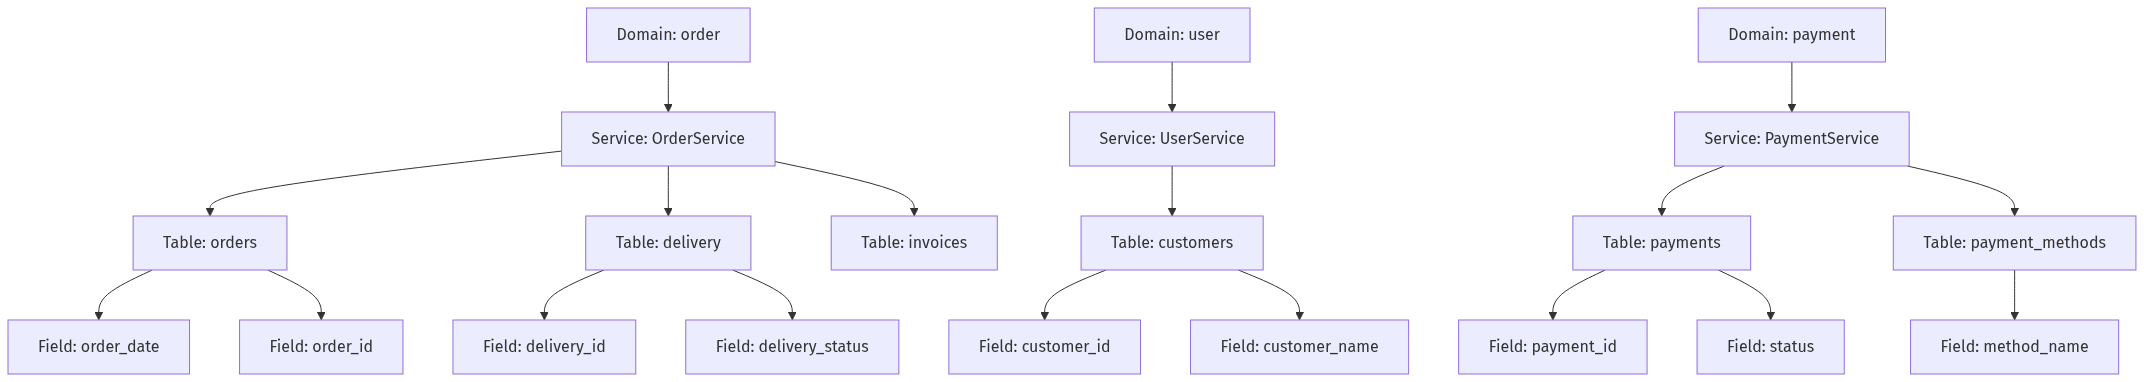 Domain: order
Domain: user
Domain: payment
Service: OrderService
Service: UserService
Service: PaymentService
Table: orders
Table: delivery
Table: invoices
Table: customers
Table: payments
Table: payment_methods
Field: order_date
Field: order_id
Field: delivery_id
Field: delivery_status
Field: customer_id
Field: customer_name
Field: payment_id
Field: status
Field: method_name